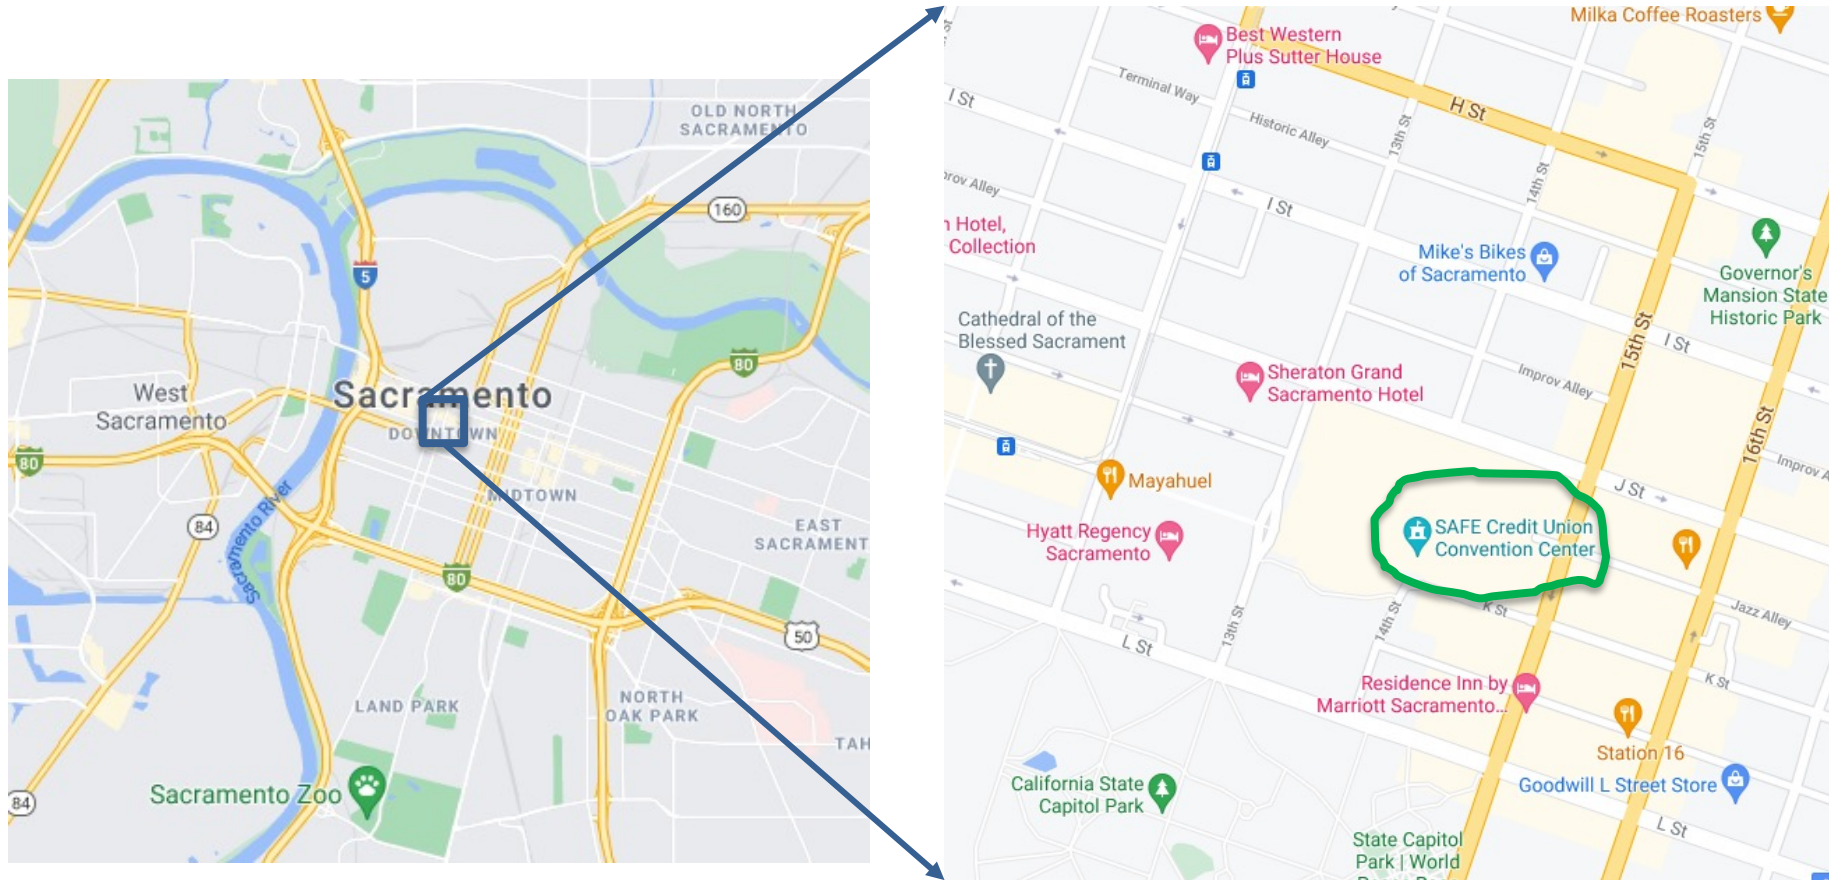 OLD NORTH
SACRAMENTO
160
5
80
West
Sacramento
Sacramento
DOWNTOWN
80
MIDTOWN
84
Sacramento River
EAST
SACRAMENT
80
50
LAND PARK
NORTH
OAK PARK
TAH
Sacramento Zoo
84
Milka Coffee Roasters
Best Western
Plus Sutter House
Terminal Way
H St
I St
Historic Alley
13th St
15th St
14th St
prov Alley
I St
Hotel,
Collection
Mike's Bikes
of Sacramento
Governor's
Mansion State
Historic Park
Cathedral of the
Blessed Sacrament
15th St
I St
Sheraton Grand
Sacramento Hotel
Improv Alley
16th St
Improv A
Mayahuel
J St
Hyatt Regency
Sacramento
SAFE Credit Union
Convention Center
K St
Jazz Alley
13th St
14th St
L St
K St
Residence Inn by
Marriott Sacramento...
Station 16
California State
Capitol Park
Goodwill L Street Store
L St
State Capitol
Park | World